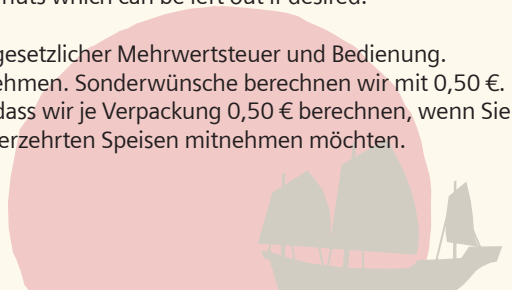 nuts which can be left out if desired.
gesetzlicher Mehrwertsteuer und Bedienung.
ehmen. Sonderwünsche berechnen wir mit 0,50 €.
dass wir je Verpackung 0,50 € berechnen, wenn Sie
erzehrten Speisen mitnehmen möchten.